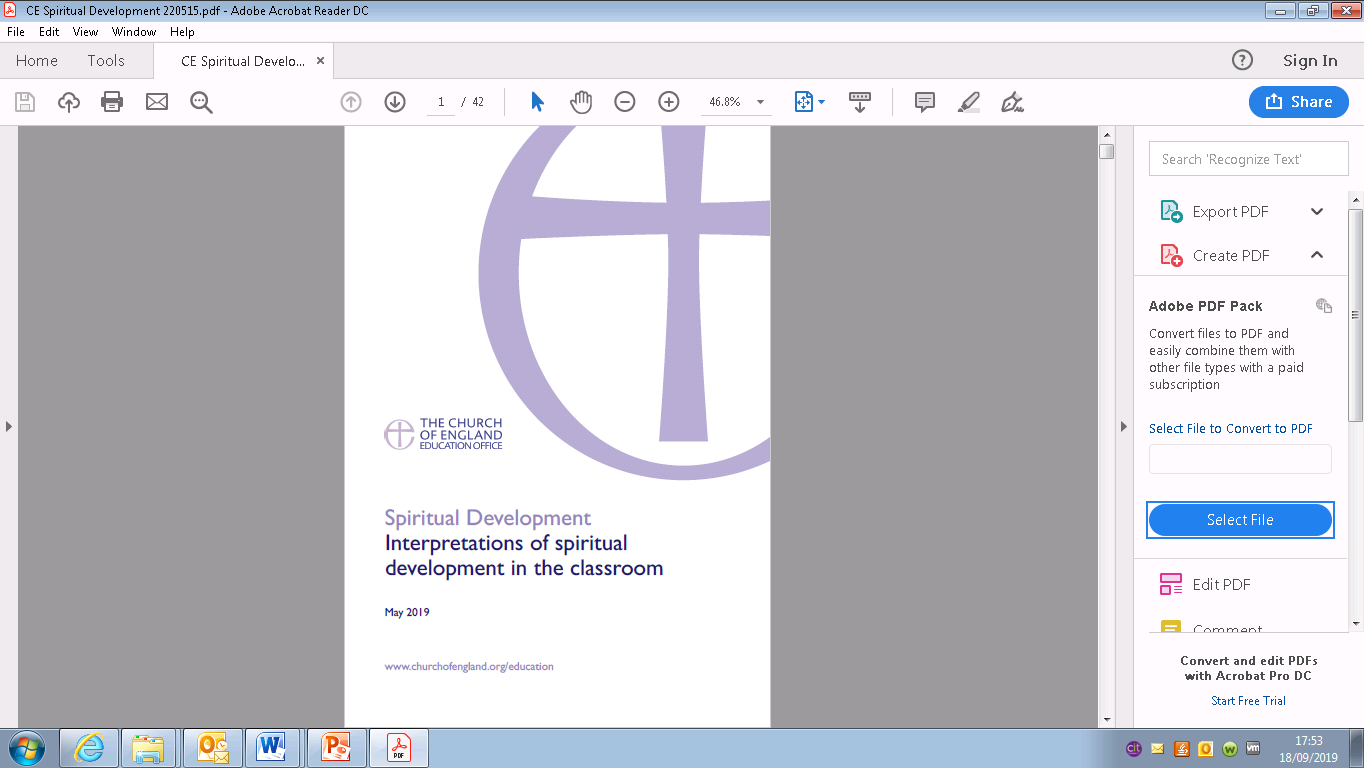 CE Spiritual Development 220515.pdf - Adobe Acrobat Reader DC
File Edit View Window Help
Home Tools CE Spiritual Develo... × Sign In
1 / 42 46.8% Share
Search 'Recognize Text'
Export PDF
Create PDF
Adobe PDF Pack
Convert files to PDF and
easily combine them with
other file types with a paid
subscription
Select File to Convert to PDF
Select File
Edit PDF
Comment
Convert and edit PDFs
with Acrobat Pro DC
Start Free Trial
THE CHURCH
OF ENGLAND
EDUCATION OFFICE
Spiritual Development
Interpretations of spiritual
development in the classroom
May 2019
www.churchofengland.org/education
PDF
cit
17:53
18/09/2019